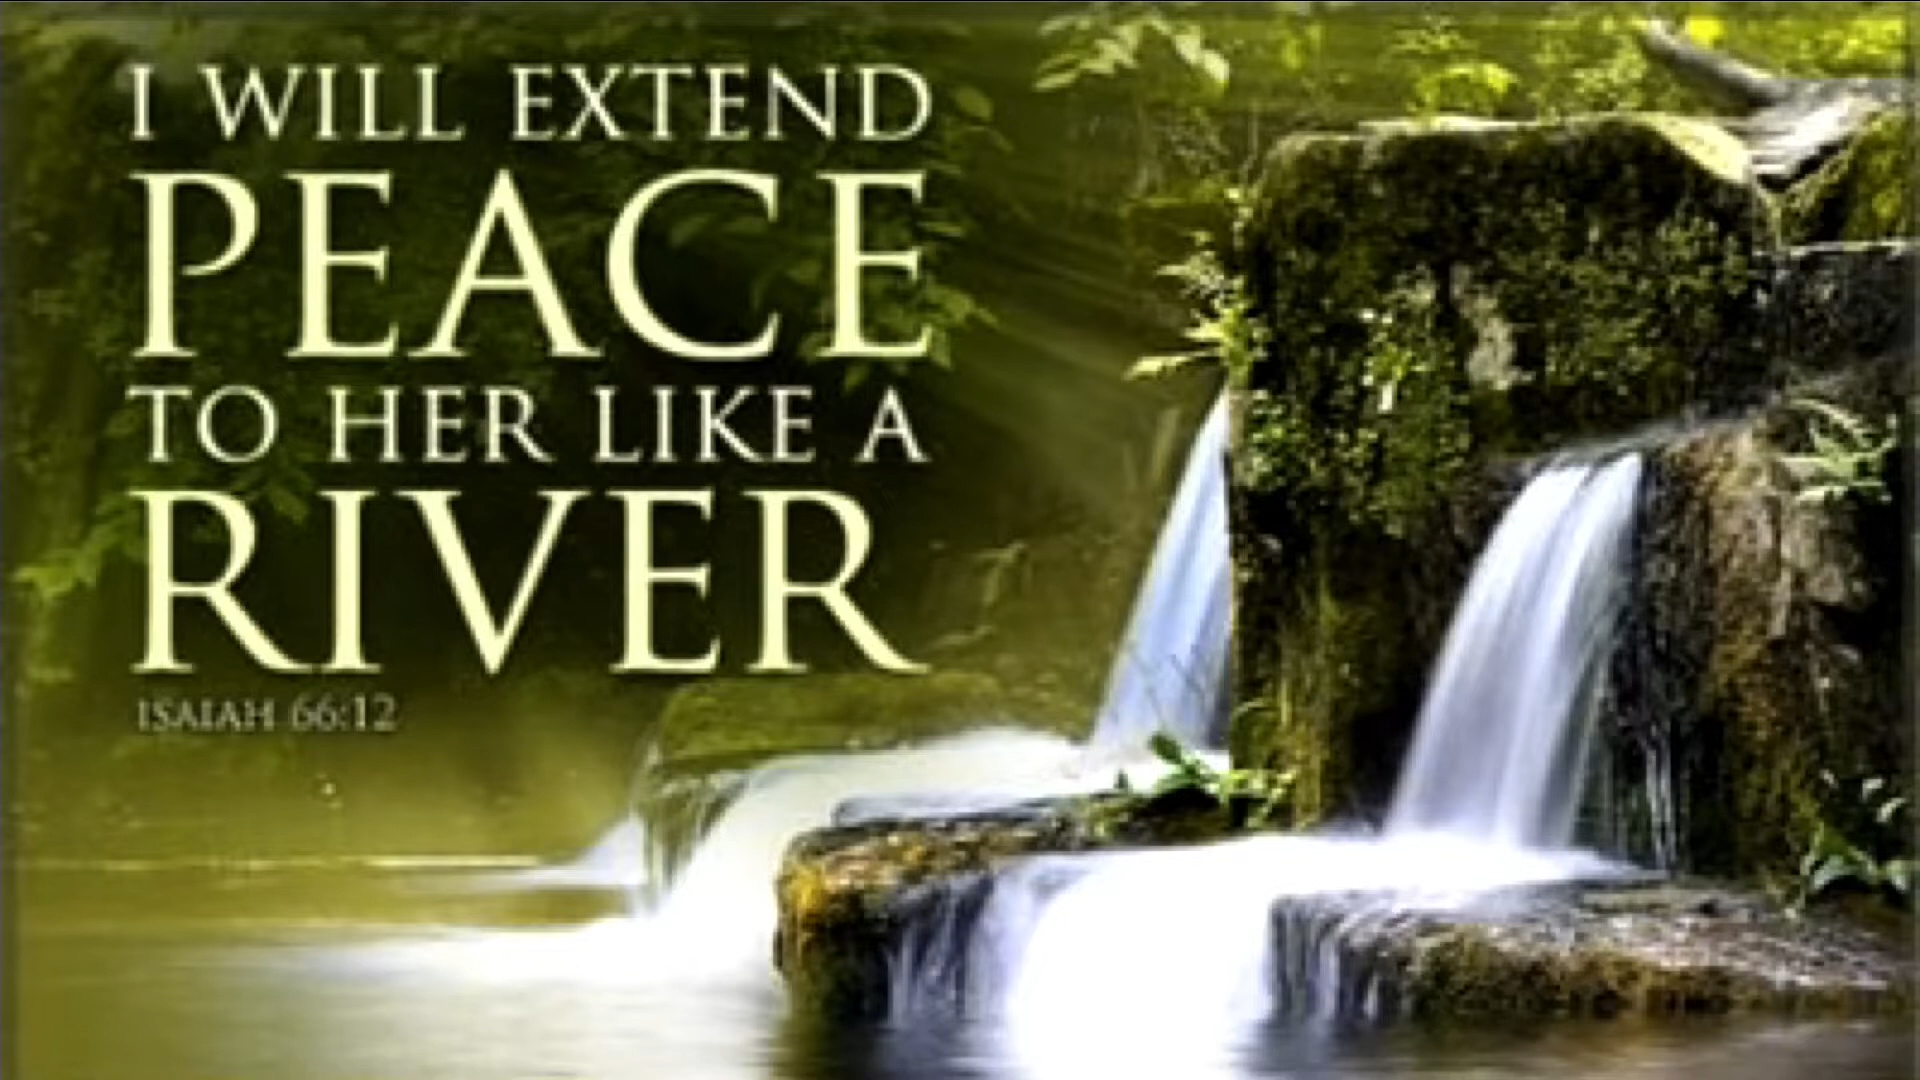 I WILL EXTEND
PEACE
TO HER LIKE A
RIVER
ISAIAH 66:12